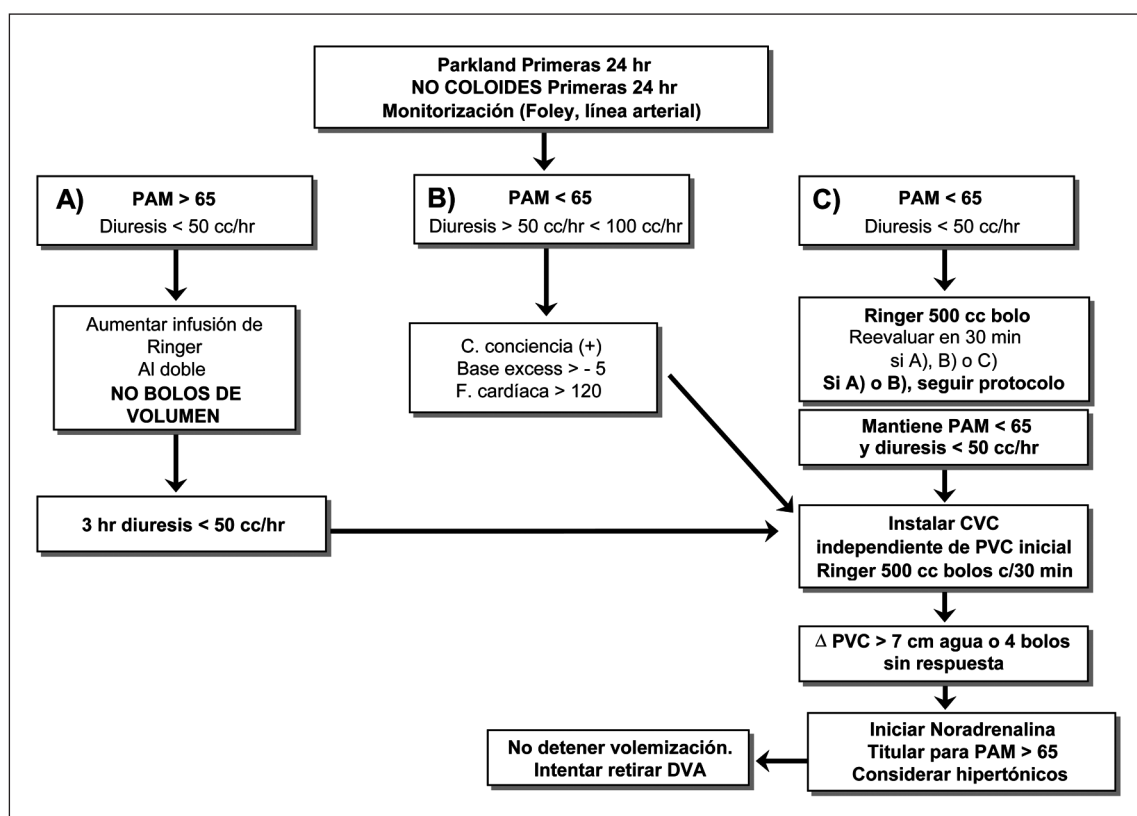 Parkland Primeras 24 hr
NO COLOIDES Primeras 24 hr
Monitorización (Foley, línea arterial)
A)
PAM > 65
Diuresis < 50 cc/hr
B)
PAM < 65
Diuresis > 50 cc/hr < 100 cc/hr
C)
PAM < 65
Diuresis < 50 cc/hr
Aumentar infusión de
Ringer
Al doble
NO BOLOS DE
VOLUMEN
C. conciencia (+)
Base excess > - 5
F. cardíaca > 120
Ringer 500 cc bolo
Reevaluar en 30 min
si A), B) o C)
Si A) o B), seguir protocolo
Mantiene PAM < 65
y diuresis < 50 cc/hr
3 hr diuresis < 50 cc/hr
Instalar CVC
independiente de PVC inicial
Ringer 500 cc bolos c/30 min
Δ PVC > 7 cm agua o 4 bolos
sin respuesta
Iniciar Noradrenalina
Titular para PAM > 65
Considerar hipertónicos
No detener volemización.
Intentar retirar DVA